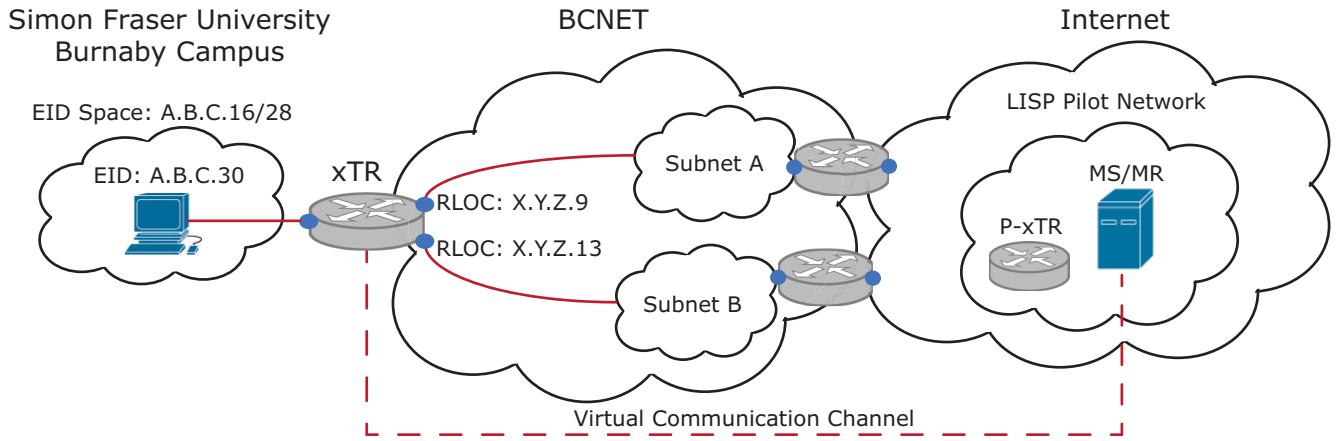 Simon Fraser University
Burnaby Campus
BCNET
Internet
EID Space: A.B.C.16/28
LISP Pilot Network
EID: A.B.C.30
xTR
Subnet A
MS/MR
RLOC: X.Y.Z.9
P-xTR
RLOC: X.Y.Z.13
Subnet B
Virtual Communication Channel